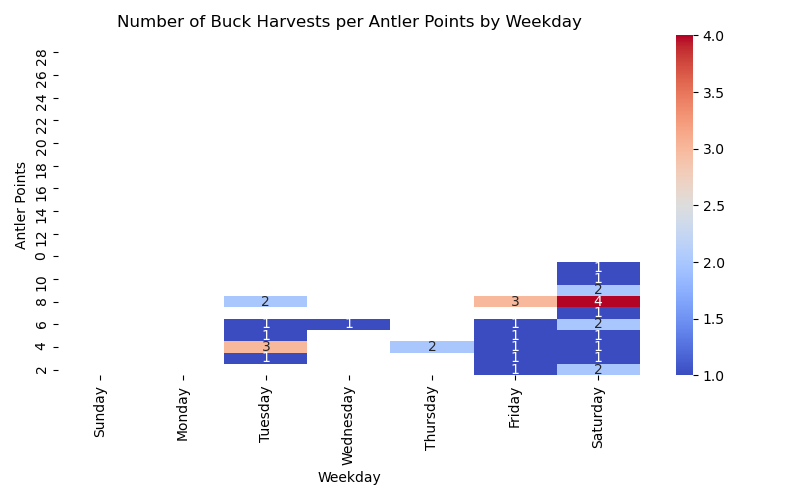 Number of Buck Harvests per Antler Points by Weekday
Antler Points
28
26
24
22
20
18
16
14
12
0
1
10 1
2
8 2 3 4
1
6 1 1 1 2
1 1 1
4 3 2 1 1
1 1 1
2 1 2
Sunday
Monday
Tuesday
Wednesday
Thursday
Friday
Saturday
Weekday
4.0
3.5
3.0
2.5
2.0
1.5
1.0